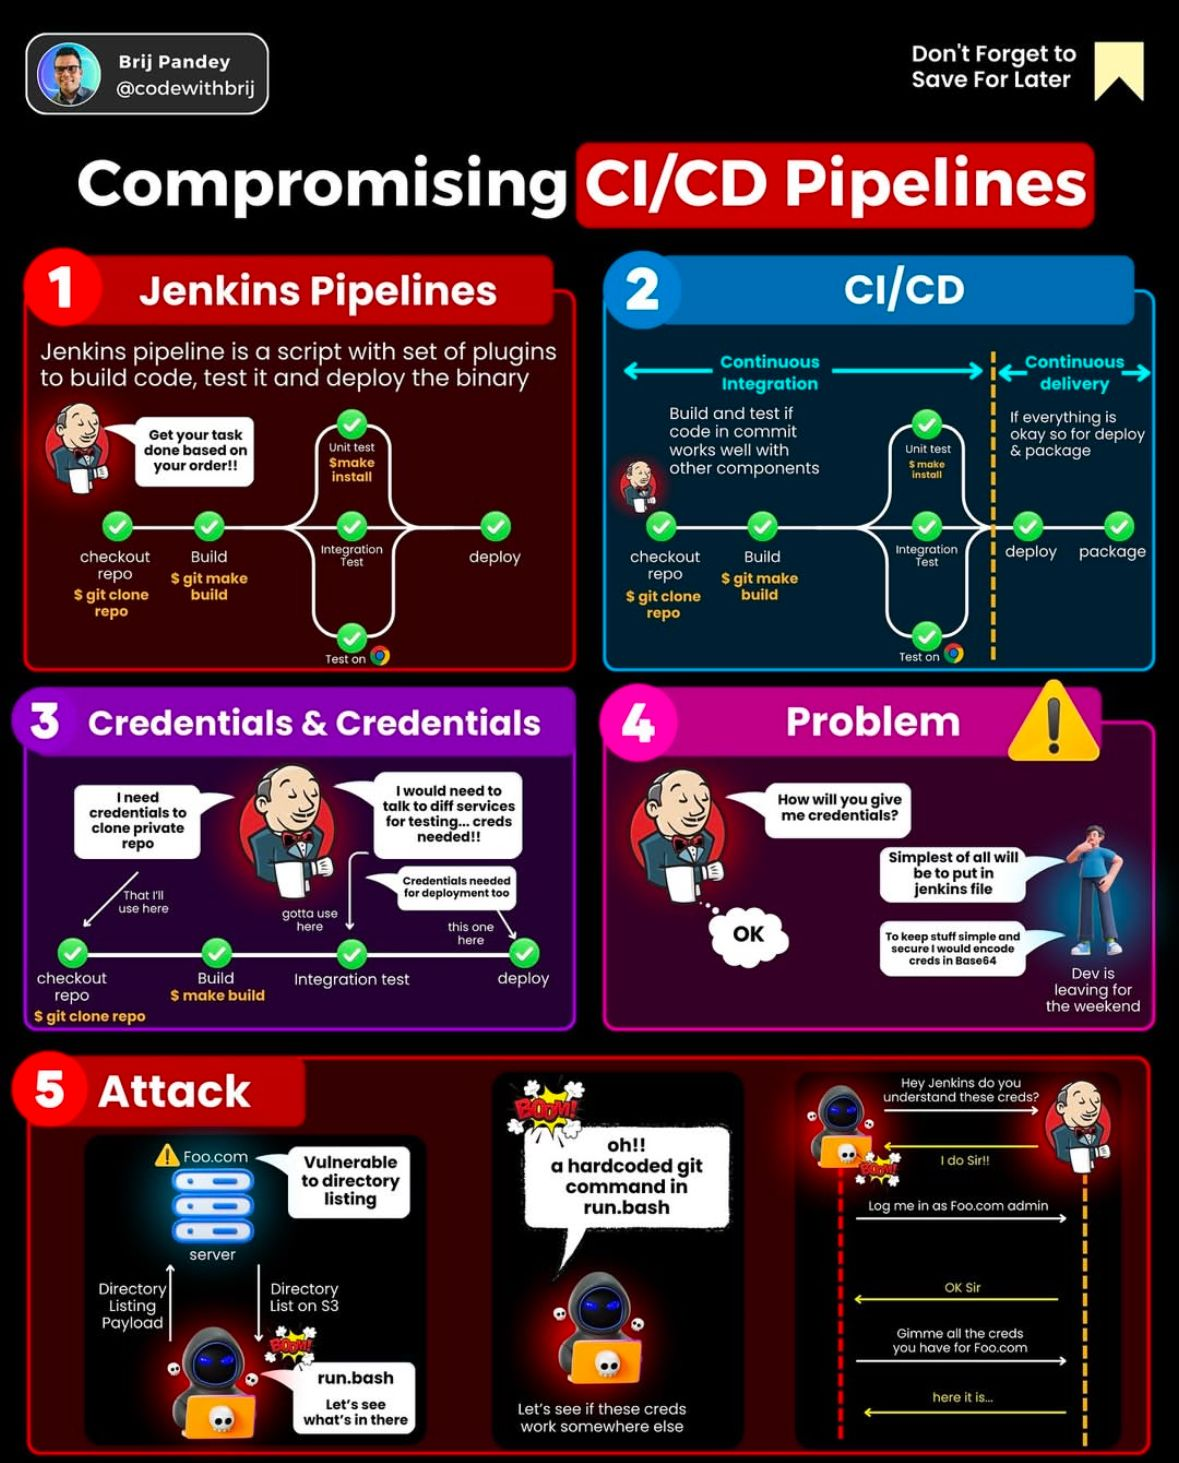 Brij Pandey
@codewithbrij
Don't Forget to
Save For Later
Compromising CI/CD Pipelines
1
Jenkins Pipelines
Jenkins pipeline is a script with set of plugins
to build code, test it and deploy the binary
Get your task
done based on
your order!!
Unit test
$make
install
checkout
repo
$ git clone
repo
Build
$ git make
build
Integration
Test
Test on
deploy
2
CI/CD
Continuous
Integration
Continuous
delivery
Build and test if
code in commit
works well with
other components
If everything is
okay so for deploy
& package
Unit test
$ make
install
checkout
repo
$ git clone
repo
Build
$ git make
build
Integration
Test
Test on
deploy
package
3
Credentials & Credentials
I need
credentials to
clone private
repo
I would need to
talk to diff services
for testing... creds
needed!!
Credentials needed
for deployment too
That I'll
use here
gotta use
here
this one
here
checkout
repo
$ git clone repo
Build
$ make build
Integration test
deploy
4
Problem
How will you give
me credentials?
Simplest of all will
be to put in
jenkins file
OK
To keep stuff simple and
secure I would encode
creds in Base64
Dev is
leaving for
the weekend
5
Attack
Foo.com
Vulnerable
to directory
listing
server
Directory
Listing
Payload
Directory
List on S3
BOOM!
run.bash
Let's see
what's in there
BOOM!
oh!!
a hardcoded git
command in
run.bash
Let's see if these creds
work somewhere else
Hey Jenkins do you
understand these creds?
I do Sir!!
BOOM!
Log me in as Foo.com admin
OK Sir
Gimme all the creds
you have for Foo.com
here it is...